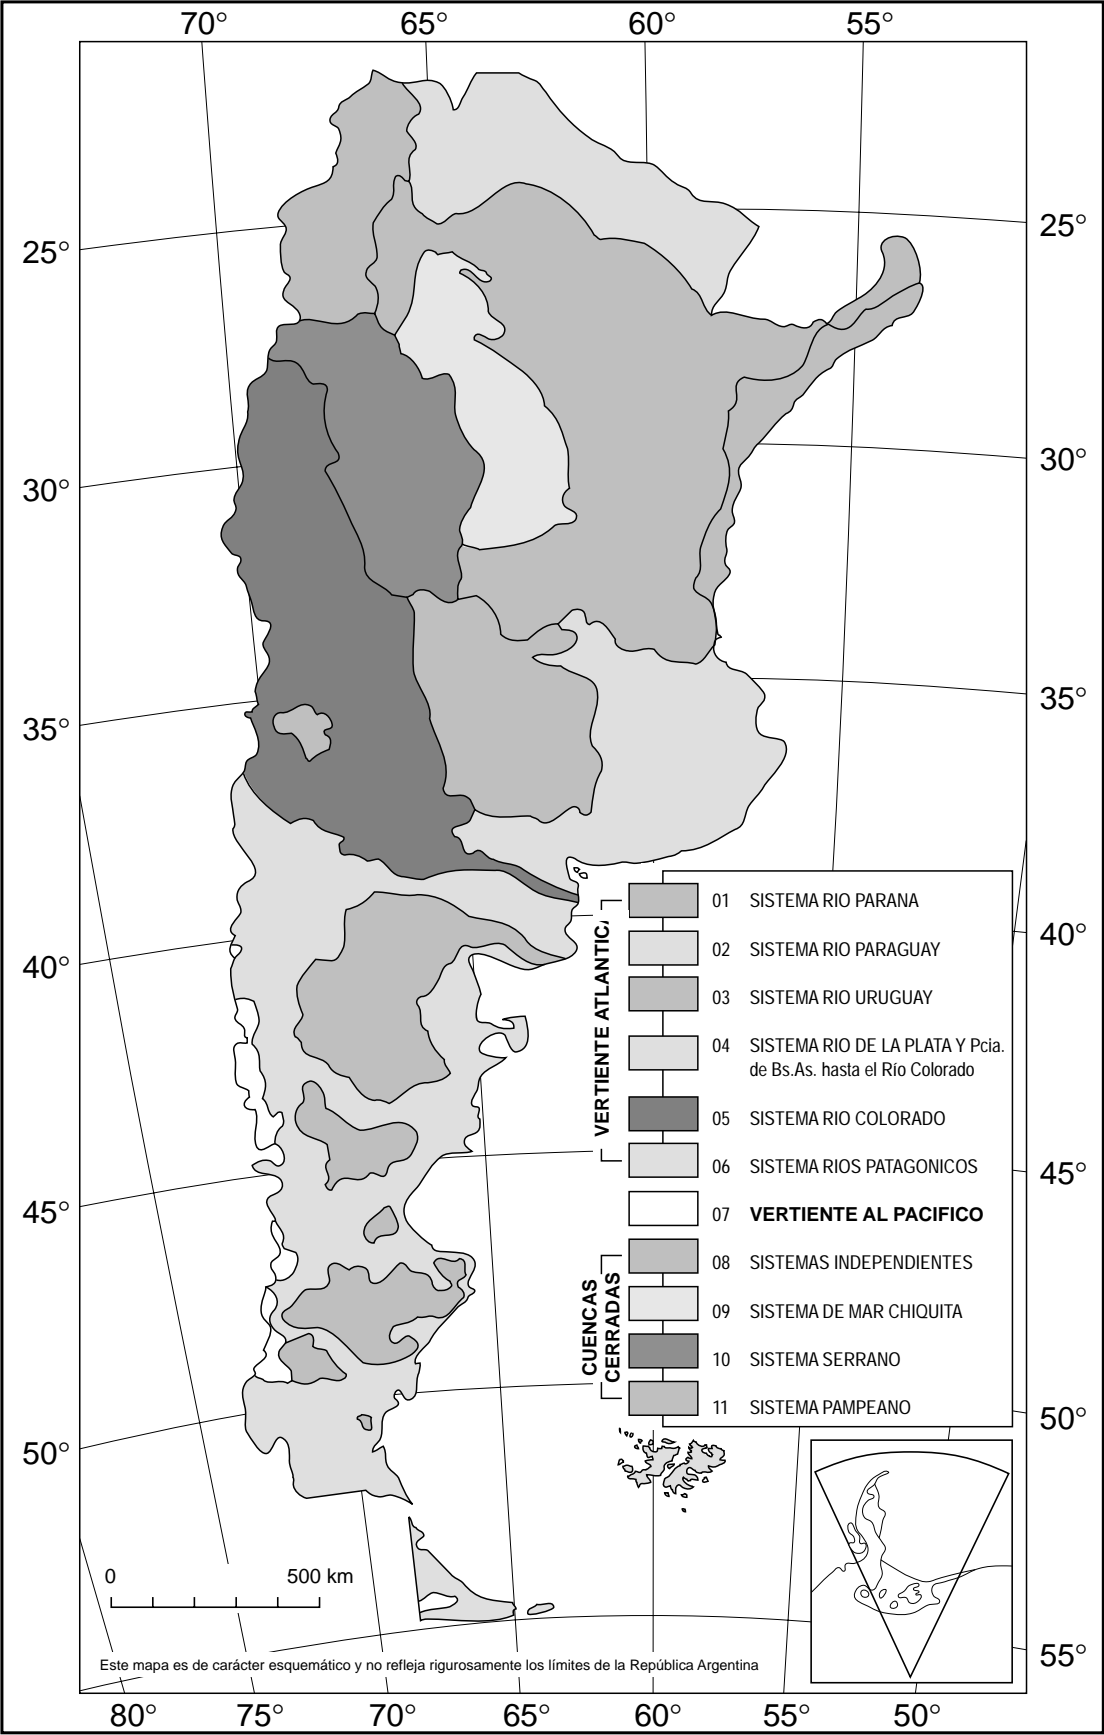 70° 65° 60° 55°
25° 25°
30° 30°
35° 35°
40° 40°
45° 45°
50° 50°
55°
VERTIENTE ATLANTICA
01 SISTEMA RIO PARANA
02 SISTEMA RIO PARAGUAY
03 SISTEMA RIO URUGUAY
04 SISTEMA RIO DE LA PLATA Y Pcia.
de Bs.As. hasta el Río Colorado
05 SISTEMA RIO COLORADO
06 SISTEMA RIOS PATAGONICOS
07 VERTIENTE AL PACIFICO
CUENCAS
CERRADAS
08 SISTEMAS INDEPENDIENTES
09 SISTEMA DE MAR CHIQUITA
10 SISTEMA SERRANO
11 SISTEMA PAMPEANO
0 500 km
Este mapa es de carácter esquemático y no refleja rigurosamente los límites de la República Argentina
80° 75° 70° 65° 60° 55° 50°